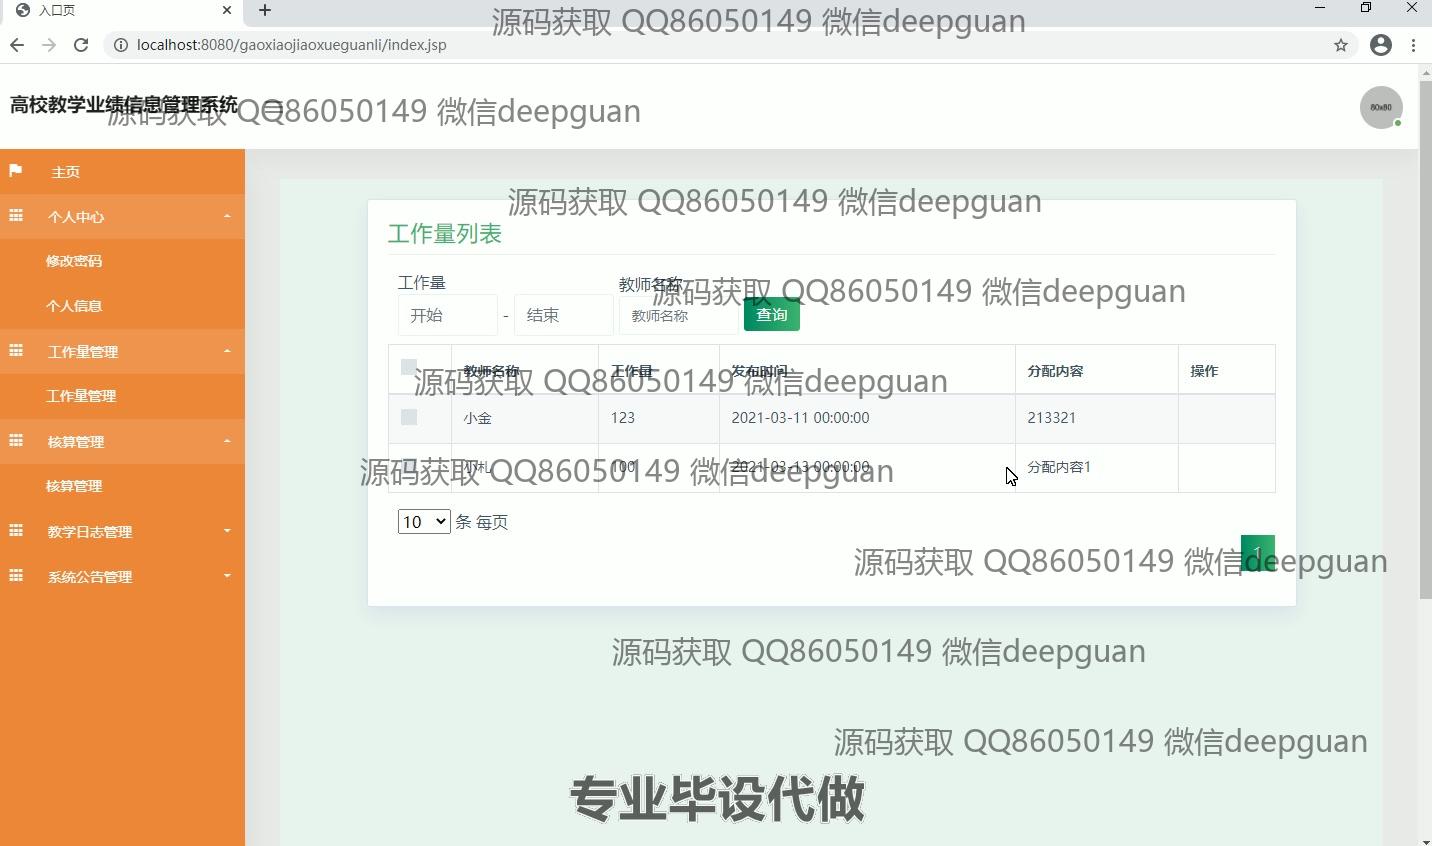 入口页
localhost:8080/gaoxiaojiaoxueguanli/index.jsp
源码获取 QQ86050149 微信deepguan
高校教学业绩信息管理系统
源码获取 QQ86050149 微信deepguan
80x80
主页
个人中心
修改密码
个人信息
工作量管理
工作量管理
核算管理
核算管理
教学日志管理
系统公告管理
源码获取 QQ86050149 微信deepguan
工作量列表
工作量 教师名称
源码获取 QQ86050149 微信deepguan
开始 - 结束 教师名称 查询
教师名称 工作量 发布时间 分配内容 操作
源码获取 QQ86050149 微信deepguan
小金 123 2021-03-11 00:00:00 213321
小札 100 2021-03-13 00:00:00 分配内容1
源码获取 QQ86050149 微信deepguan
10 条 每页
1
源码获取 QQ86050149 微信deepguan
源码获取 QQ86050149 微信deepguan
源码获取 QQ86050149 微信deepguan
专业毕设代做